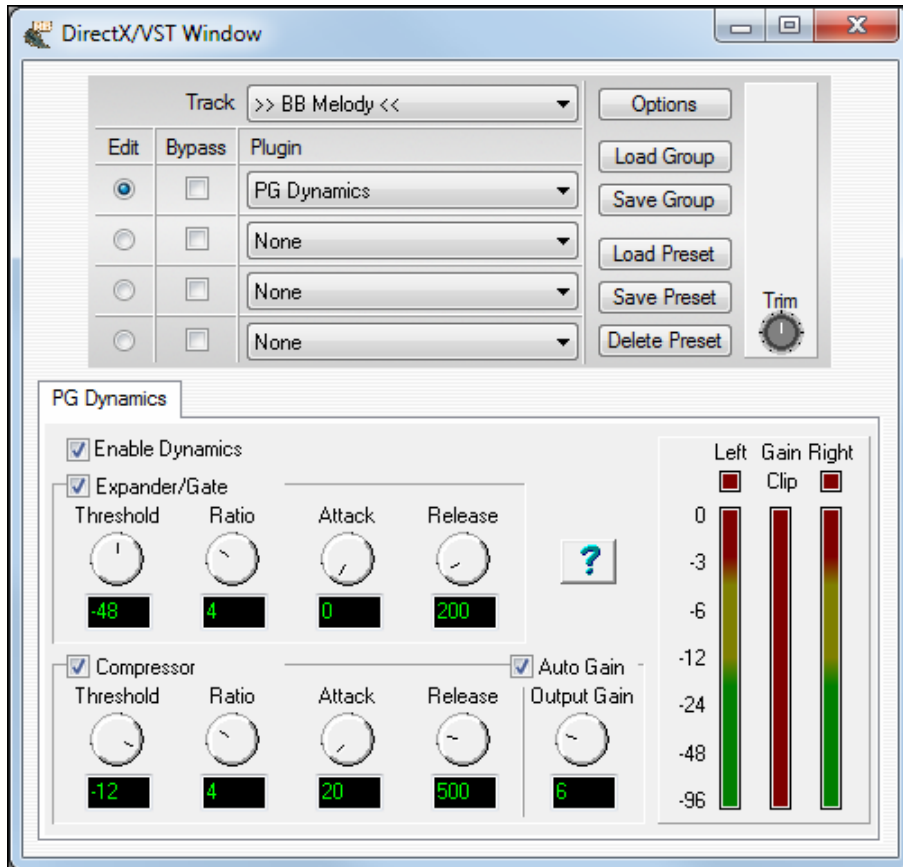 DirectX/VST Window
Track >> BB Melody << Options
Edit Bypass Plugin Load Group
PG Dynamics Save Group
None Load Preset
None Save Preset Trim
None Delete Preset
PG Dynamics
Enable Dynamics Left Gain Right
Expander/Gate Clip
Threshold Ratio Attack Release 0
? -3
-48 4 0 200 -6
Compressor Auto Gain -12
Threshold Ratio Attack Release Output Gain -24
-48
-12 4 20 500 6 -96